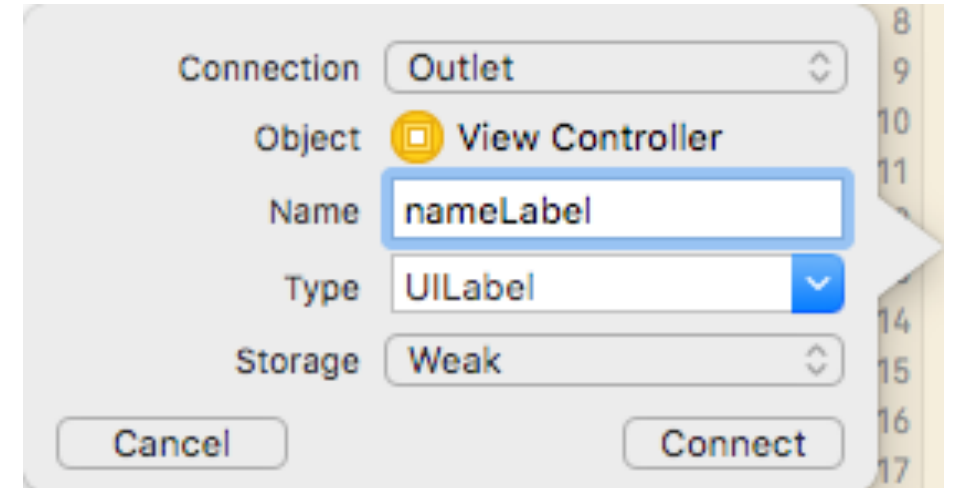 8
Connection Outlet 9
Object View Controller 10
11
Name nameLabel
Type UILabel
14
Storage Weak 15
16
Cancel Connect
17